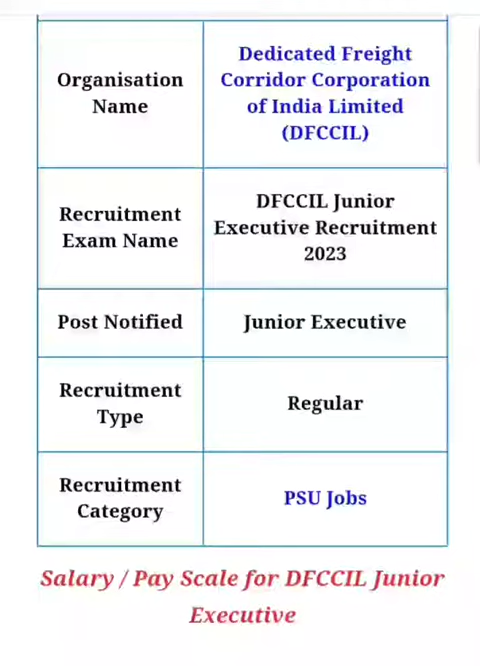 Organisation Name
Dedicated Freight
Corridor Corporation
of India Limited
(DFCCIL)
Recruitment
Exam Name
DFCCIL Junior
Executive Recruitment
2023
Post Notified
Junior Executive
Recruitment
Type
Regular
Recruitment
Category
PSU Jobs
Salary / Pay Scale for DFCCIL Junior
Executive